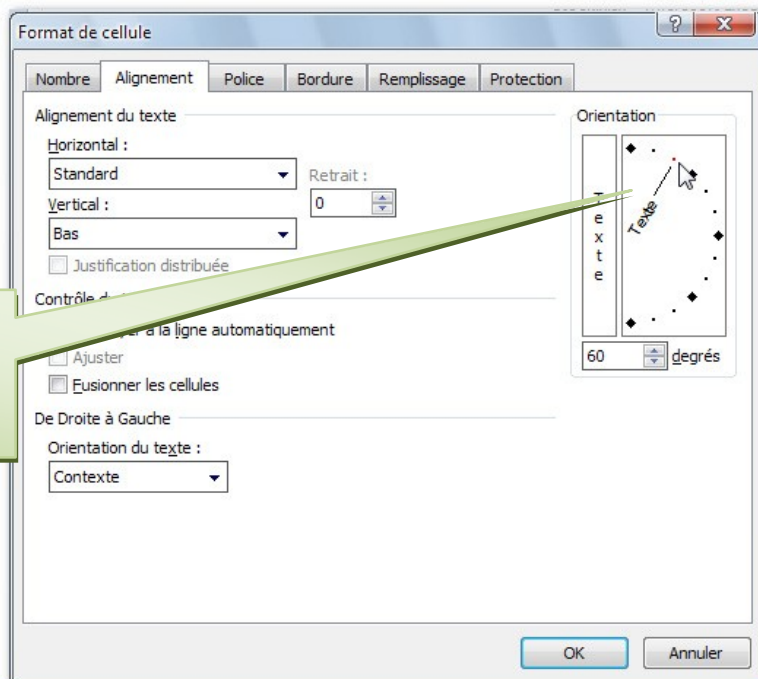 Format de cellule
Nombre Alignement Police Bordure Remplissage Protection
Alignement du texte
Horizontal :
Standard
Retrait :
0
Vertical :
Bas
Justification distribuée
Contrôle
à la ligne automatiquement
Ajuster
Fusionner les cellules
De Droite à Gauche
Orientation du texte :
Contexte
Orientation
Texte
Texte
60 degrés
OK Annuler